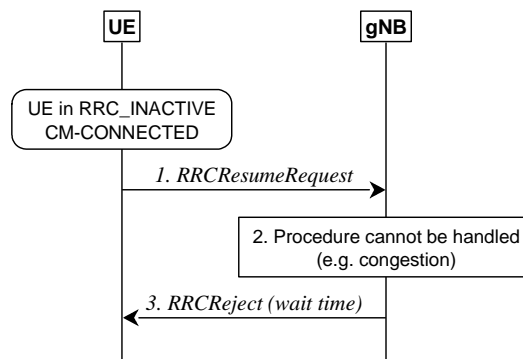 UE
gNB
UE in RRC_INACTIVE
CM-CONNECTED
1. RRCResumeRequest
2. Procedure cannot be handled
(e.g. congestion)
3. RRCReject (wait time)